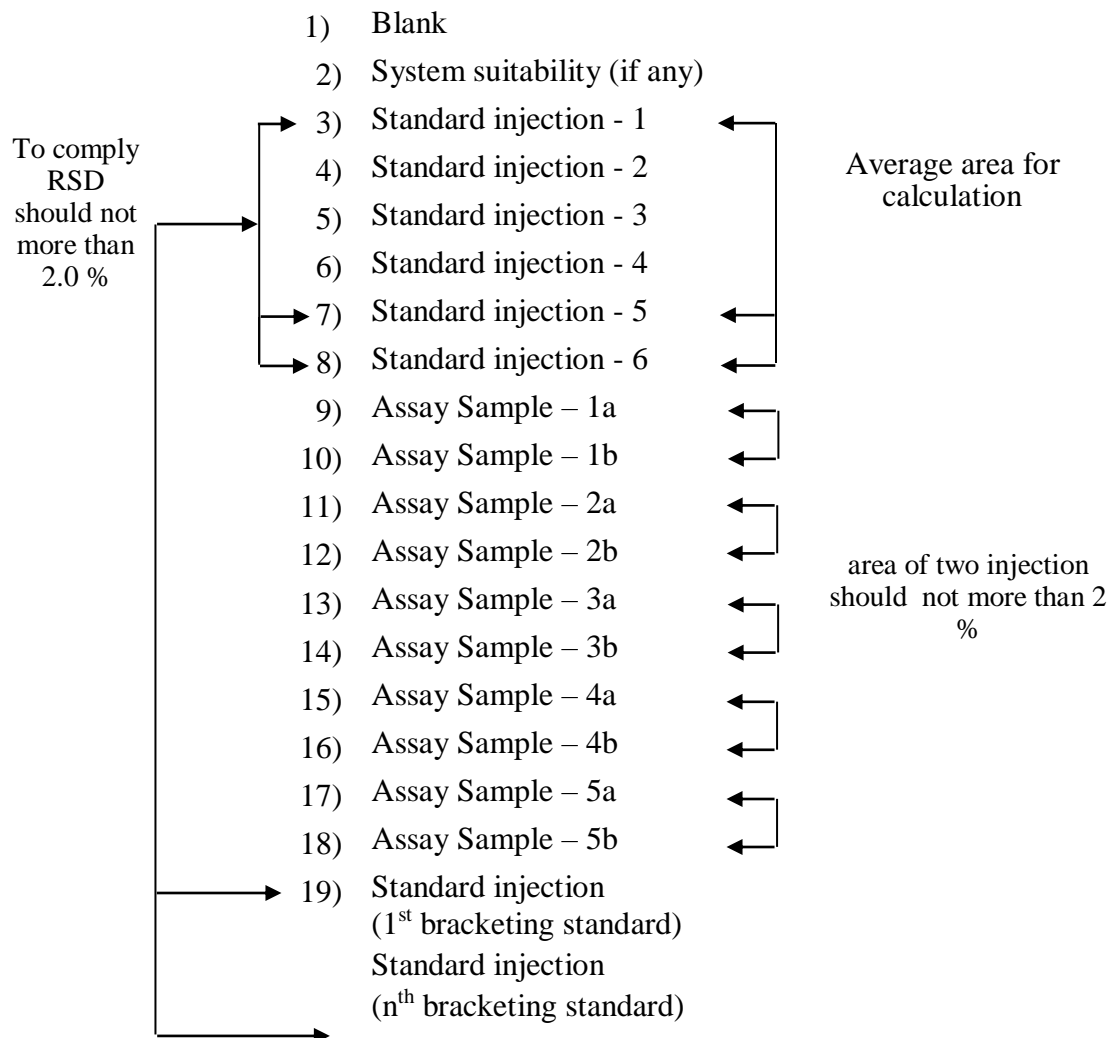 1) Blank
2) System suitability (if any)
3) Standard injection - 1
4) Standard injection - 2
5) Standard injection - 3
6) Standard injection - 4
7) Standard injection - 5
8) Standard injection - 6
9) Assay Sample – 1a
10) Assay Sample – 1b
11) Assay Sample – 2a
12) Assay Sample – 2b
13) Assay Sample – 3a
14) Assay Sample – 3b
15) Assay Sample – 4a
16) Assay Sample – 4b
17) Assay Sample – 5a
18) Assay Sample – 5b
19) Standard injection
(1st bracketing standard)
Standard injection
(nth bracketing standard)
To comply
RSD
should not
more than
2.0 %
Average area for
calculation
area of two injection
should not more than 2
%